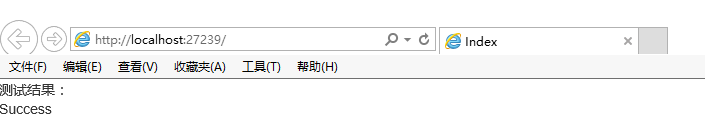 http://localhost:27239/
Index
文件(F) 编辑(E) 查看(V) 收藏夹(A) 工具(T) 帮助(H)
测试结果：
Success